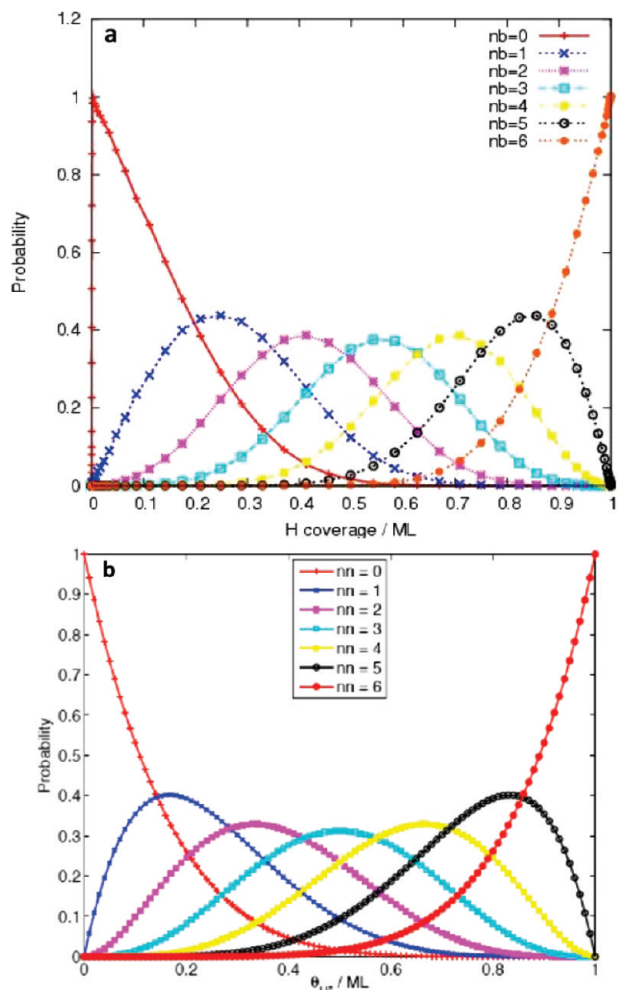 a
nb=0
nb=1
nb=2
nb=3
nb=4
nb=5
nb=6
1.2
1
0.8
0.6
0.4
0.2
0
Probability
0 0.1 0.2 0.3 0.4 0.5 0.6 0.7 0.8 0.9 1
H coverage / ML
b
nn = 0
nn = 1
nn = 2
nn = 3
nn = 4
nn = 5
nn = 6
1
0.9
0.8
0.7
0.6
0.5
0.4
0.3
0.2
0.1
0
Probability
0 0.2 0.4 0.6 0.8 1
θ / ML